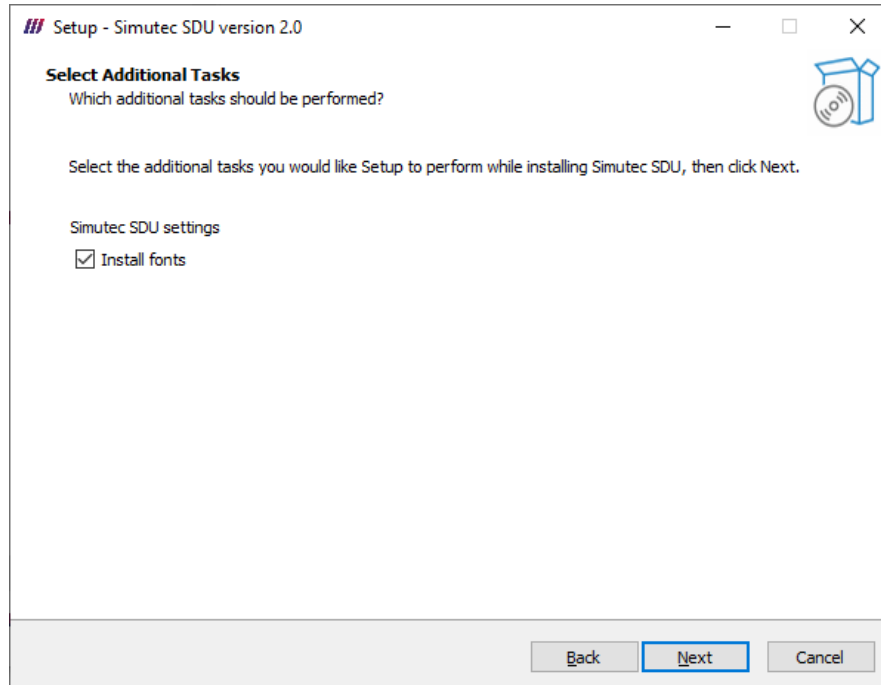 Setup - Simutec SDU version 2.0
Select Additional Tasks
Which additional tasks should be performed?
Select the additional tasks you would like Setup to perform while installing Simutec SDU, then click Next.
Simutec SDU settings
Install fonts
Back Next Cancel